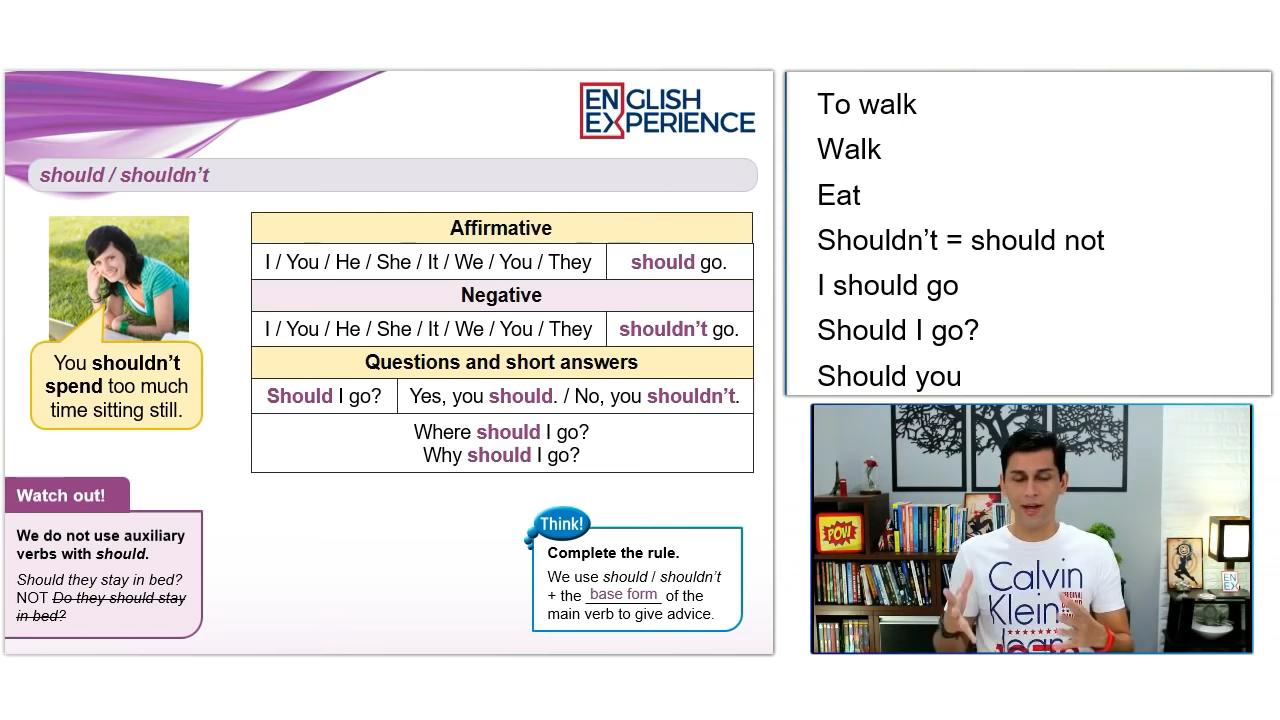 ENGLISH
EXPERIENCE
should / shouldn't
Affirmative
I / You / He / She / It / We / You / They
should go.
Negative
I / You / He / She / It / We / You / They
shouldn't go.
Questions and short answers
Should I go?
Yes, you should. / No, you shouldn't.
Where should I go?
Why should I go?
You shouldn't
spend too much
time sitting still.
Watch out!
We do not use auxiliary
verbs with should.
Should they stay in bed?
NOT Do they should stay
in bed?
Think!
Complete the rule.
We use should / shouldn't
+ the base form of the
main verb to give advice.
To walk
Walk
Eat
Shouldn't = should not
I should go
Should I go?
Should you
POW
Calvin
Klein
Jeans
EN
EX